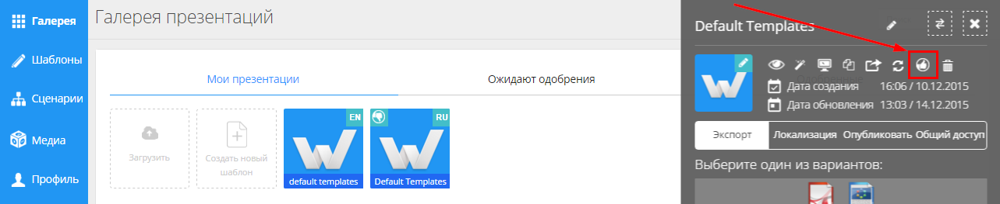 Галерея
Шаблоны
Сценарии
Медиа
Профиль
Галерея презентаций
Мои презентации
Ожидают одобрения
Загрузить
Создать новый
шаблон
EN
default templates
RU
Default Templates
Default Templates
Дата создания 16:06 / 10.12.2015
Дата обновления 13:03 / 14.12.2015
Экспорт Локализация Опубликовать Общий доступ
Выберите один из вариантов: